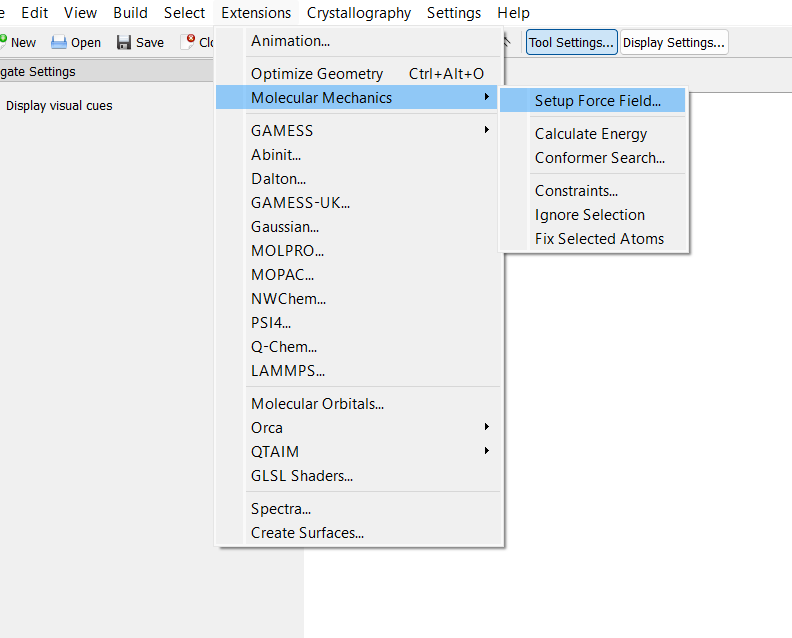 e Edit View Build Select Extensions Crystallography Settings Help
New Open Save Clo Tool Settings... Display Settings...
gate Settings
Display visual cues
Animation...
Optimize Geometry Ctrl+Alt+O
Molecular Mechanics
GAMESS
Abinit...
Dalton...
GAMESS-UK...
Gaussian...
MOLPRO...
MOPAC...
NWChem...
PSI4...
Q-Chem...
LAMMPS...
Molecular Orbitals...
Orca
QTAIM
GLSL Shaders...
Spectra...
Create Surfaces...
Setup Force Field...
Calculate Energy
Conformer Search...
Constraints...
Ignore Selection
Fix Selected Atoms